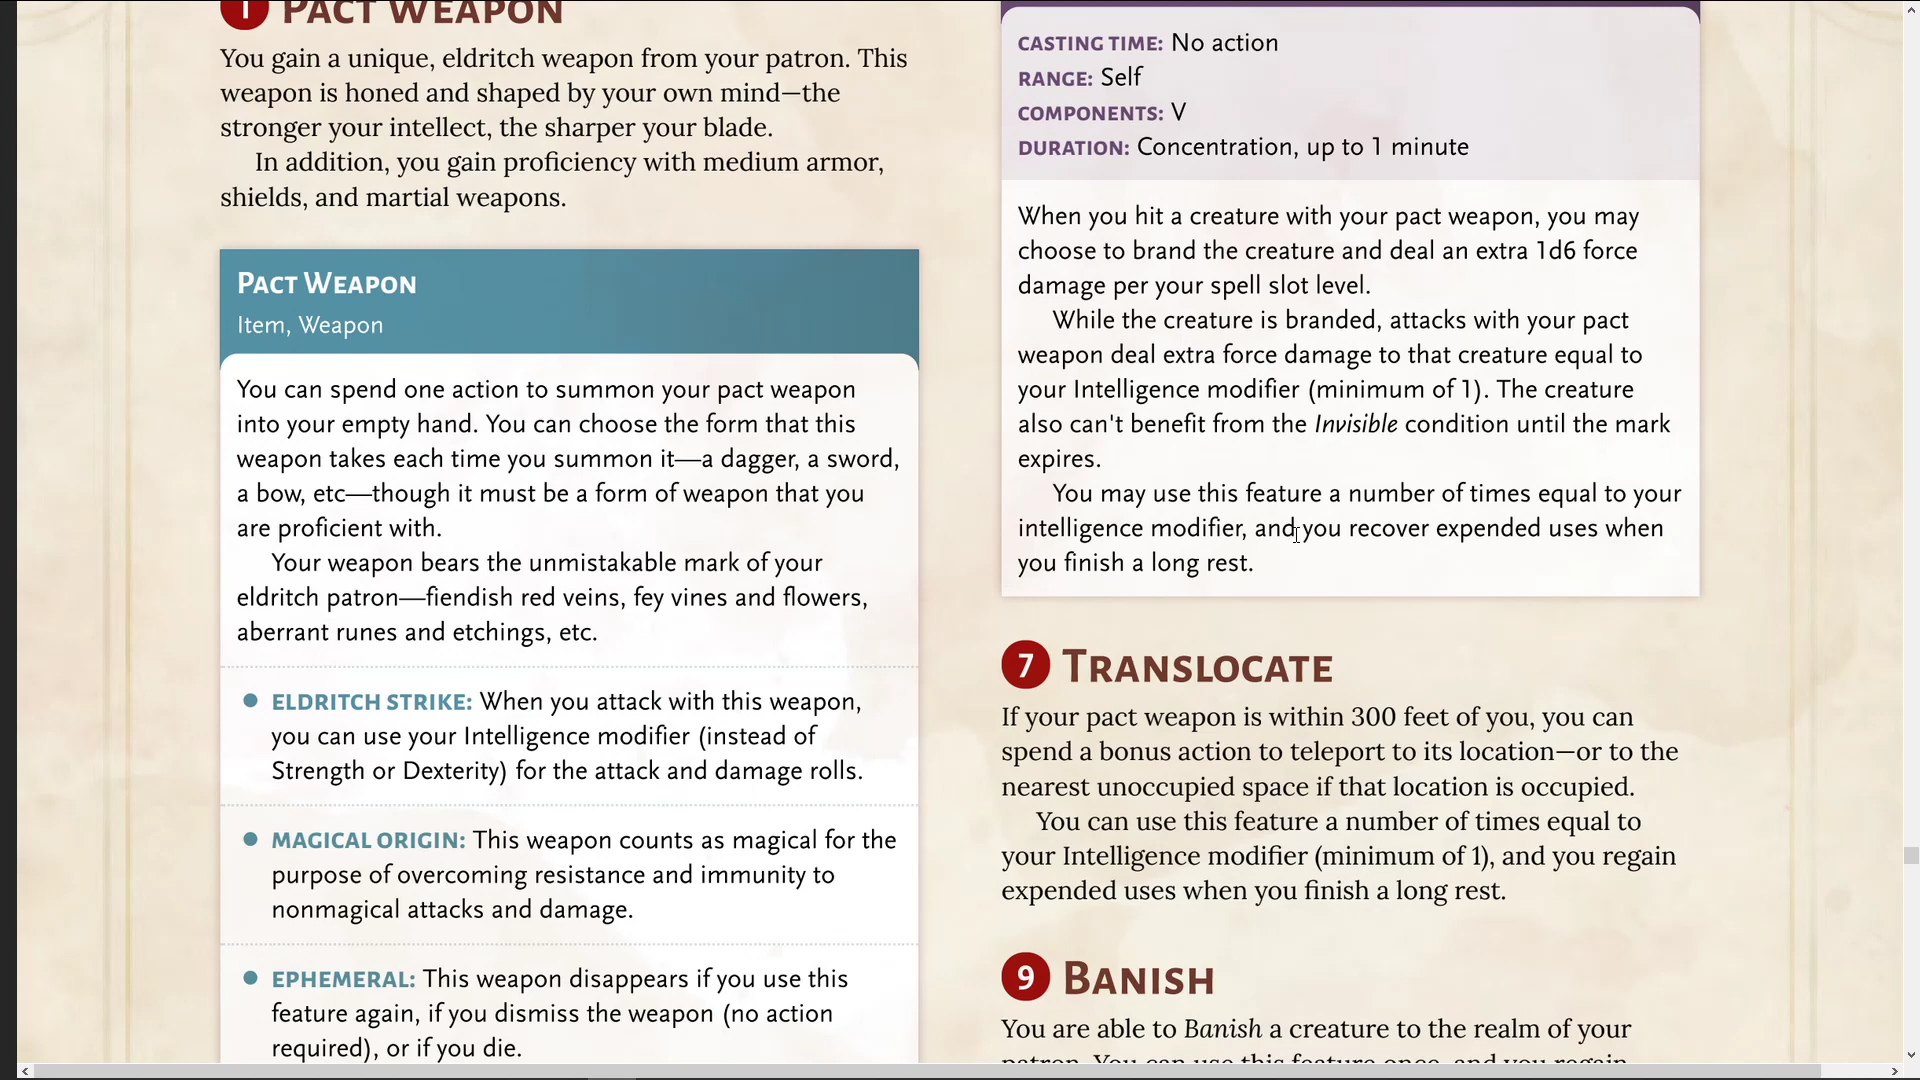 1 PACT WEAPON
You gain a unique, eldritch weapon from your patron. This
weapon is honed and shaped by your own mind—the
stronger your intellect, the sharper your blade.
In addition, you gain proficiency with medium armor,
shields, and martial weapons.
PACT WEAPON
Item, Weapon
You can spend one action to summon your pact weapon
into your empty hand. You can choose the form that this
weapon takes each time you summon it—a dagger, a sword,
a bow, etc—though it must be a form of weapon that you
are proficient with.
Your weapon bears the unmistakable mark of your
eldritch patron—fiendish red veins, fey vines and flowers,
aberrant runes and etchings, etc.
• ELDRITCH STRIKE: When you attack with this weapon,
you can use your Intelligence modifier (instead of
Strength or Dexterity) for the attack and damage rolls.
• MAGICAL ORIGIN: This weapon counts as magical for the
purpose of overcoming resistance and immunity to
nonmagical attacks and damage.
• EPHEMERAL: This weapon disappears if you use this
feature again, if you dismiss the weapon (no action
required), or if you die.
CASTING TIME: No action
RANGE: Self
COMPONENTS: V
DURATION: Concentration, up to 1 minute
When you hit a creature with your pact weapon, you may
choose to brand the creature and deal an extra 1d6 force
damage per your spell slot level.
While the creature is branded, attacks with your pact
weapon deal extra force damage to that creature equal to
your Intelligence modifier (minimum of 1). The creature
also can't benefit from the Invisible condition until the mark
expires.
You may use this feature a number of times equal to your
intelligence modifier, and you recover expended uses when
you finish a long rest.
7 TRANSLOCATE
If your pact weapon is within 300 feet of you, you can
spend a bonus action to teleport to its location—or to the
nearest unoccupied space if that location is occupied.
You can use this feature a number of times equal to
your Intelligence modifier (minimum of 1), and you regain
expended uses when you finish a long rest.
9 BANISH
You are able to Banish a creature to the realm of your
patron. You can use this feature once, and you regain